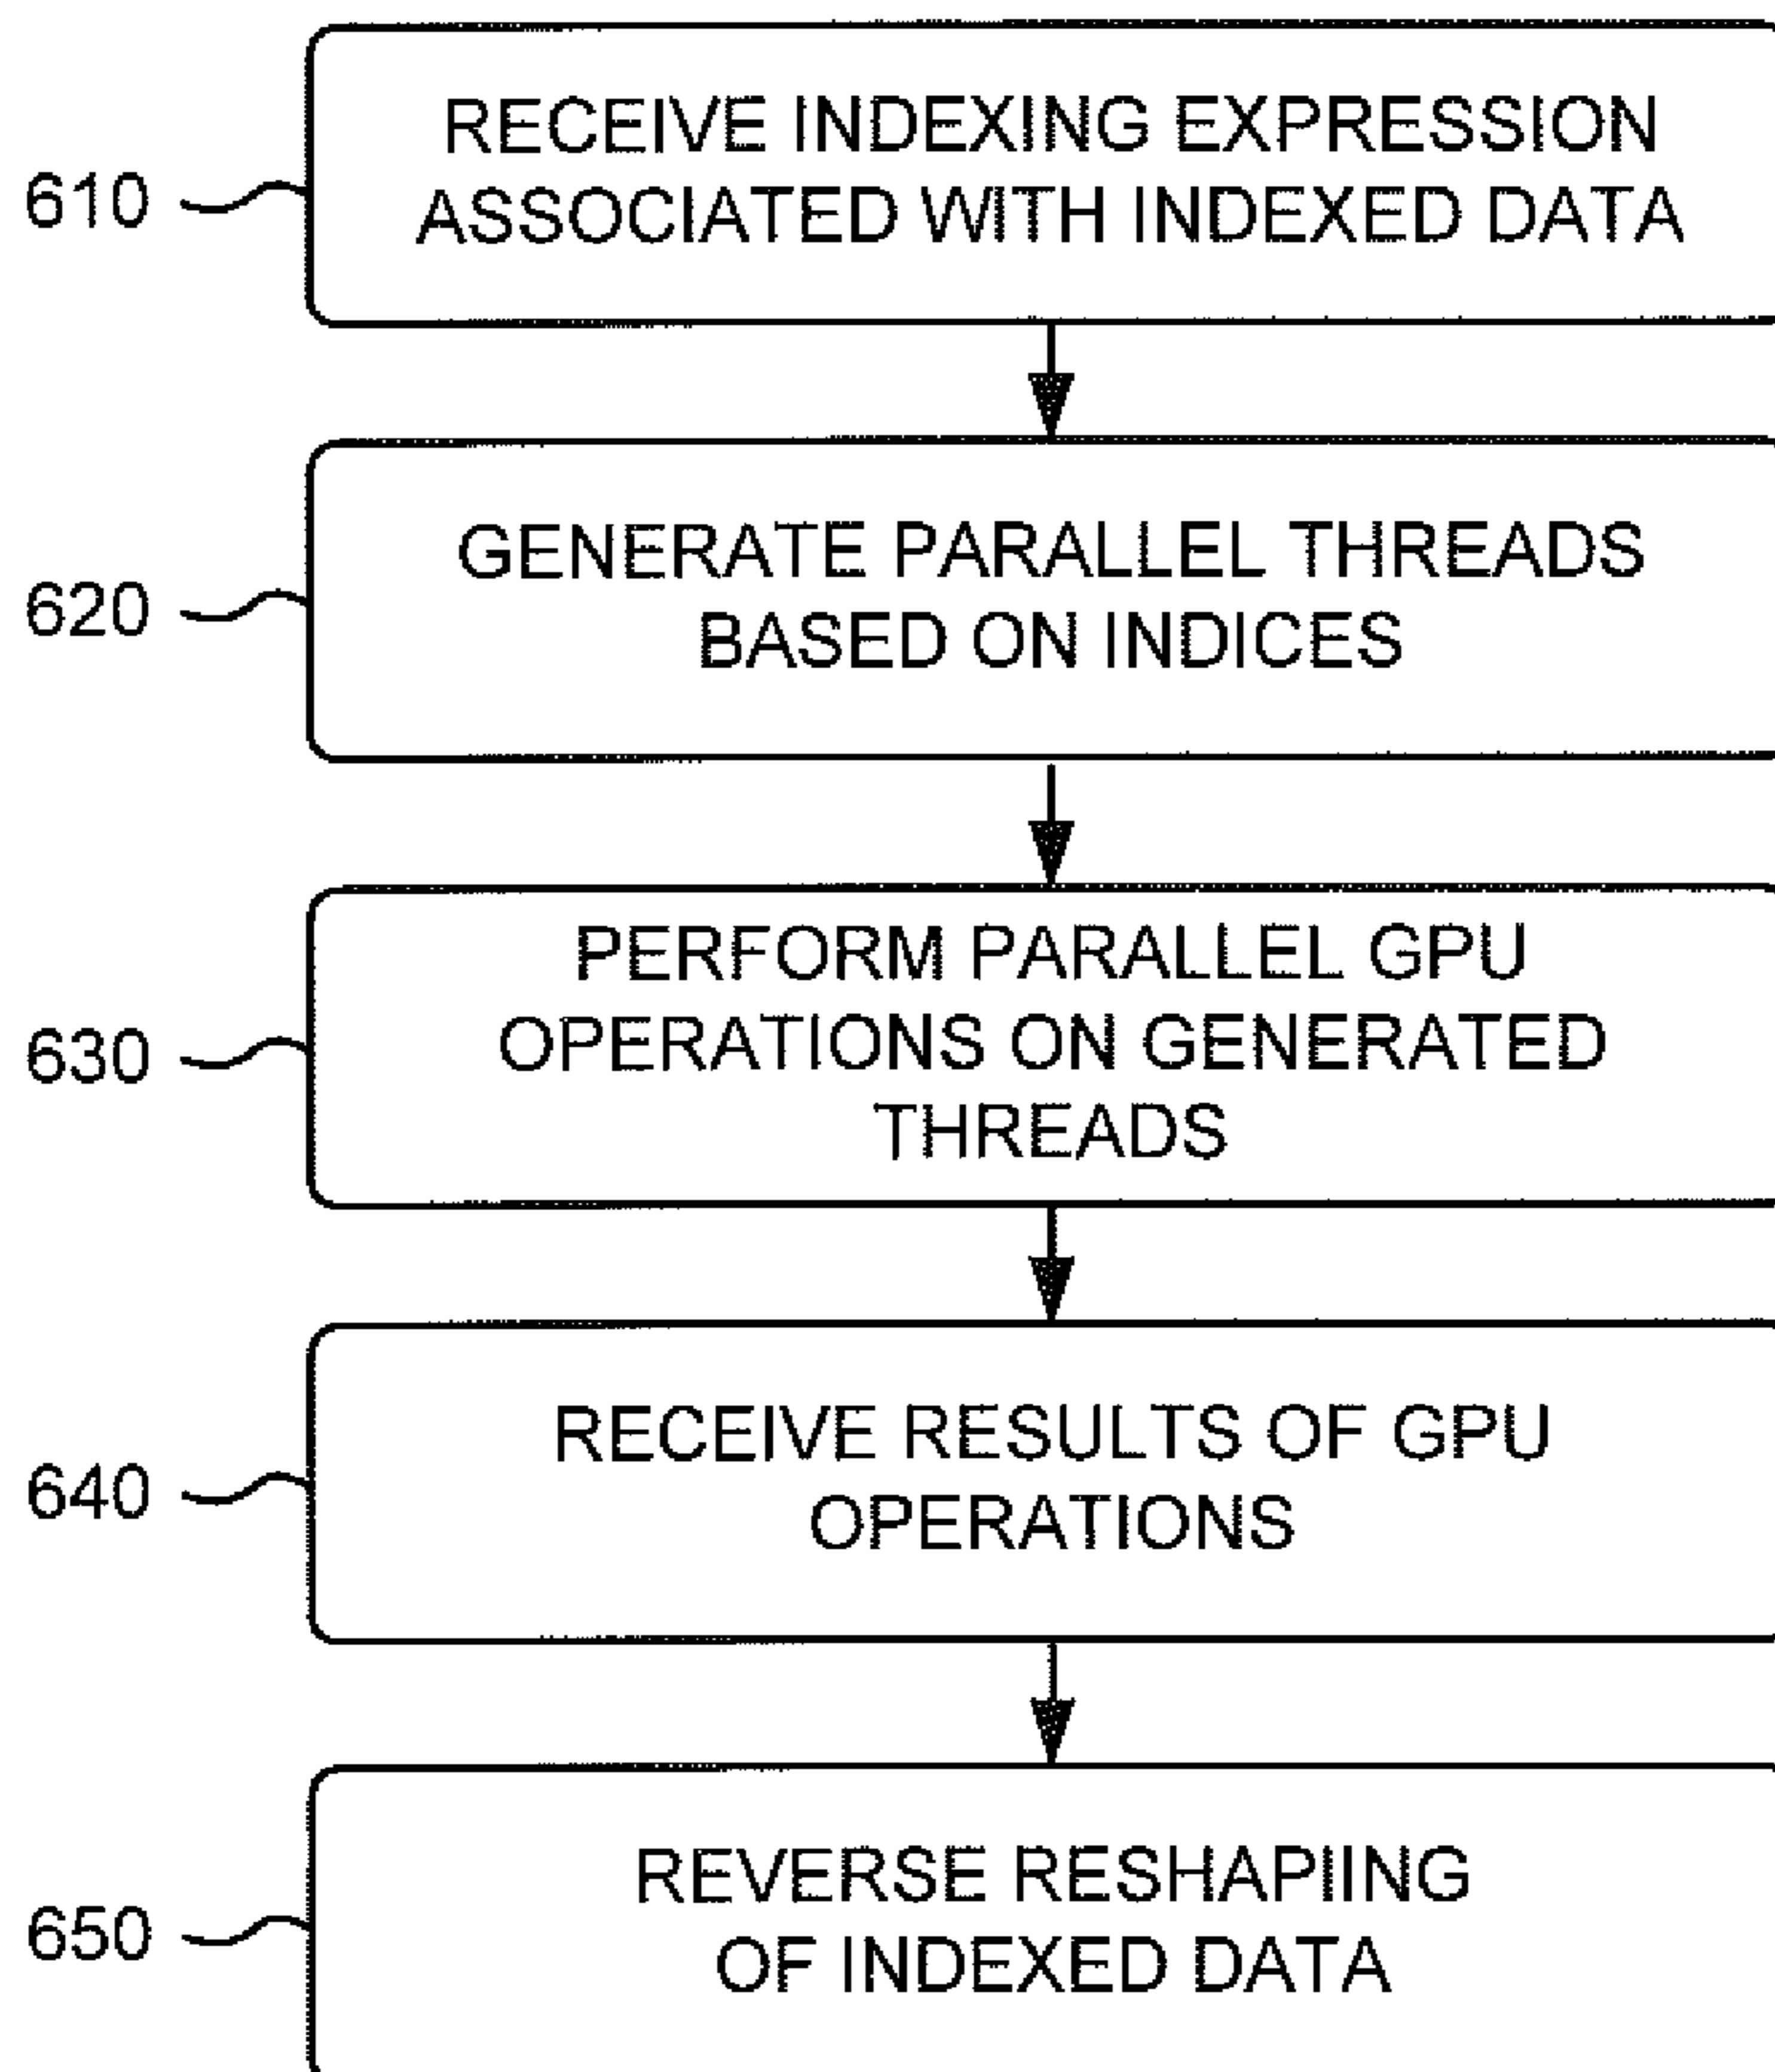 610
RECEIVE INDEXING EXPRESSION
ASSOCIATED WITH INDEXED DATA
620
GENERATE PARALLEL THREADS
BASED ON INDICES
630
PERFORM PARALLEL GPU
OPERATIONS ON GENERATED
THREADS
640
RECEIVE RESULTS OF GPU
OPERATIONS
650
REVERSE RESHAPIING
OF INDEXED DATA